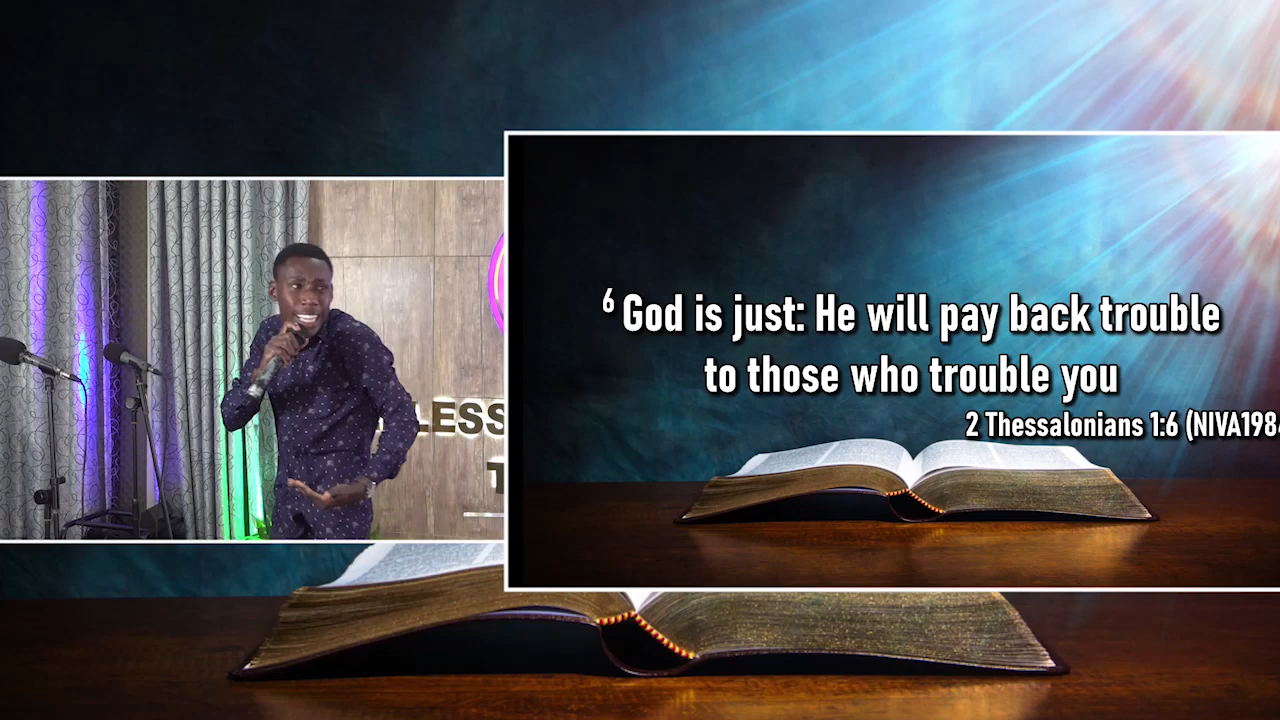 LESS
6 God is just: He will pay back trouble
to those who trouble you
2 Thessalonians 1:6 (NIVA198